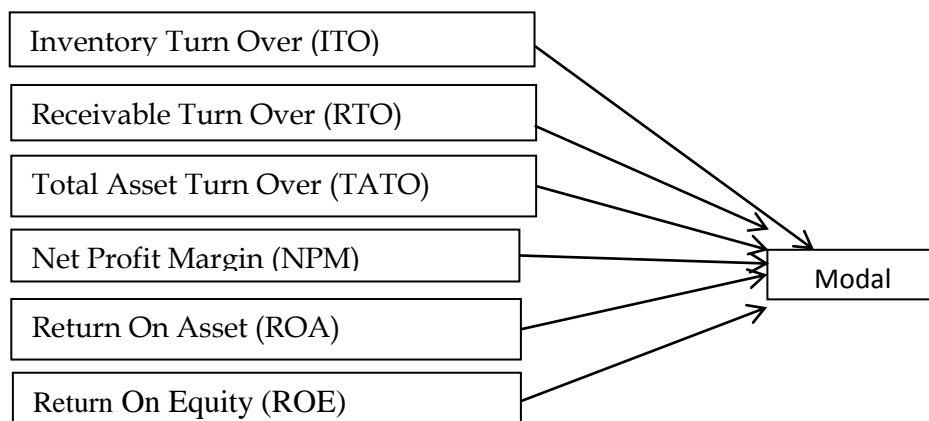 Inventory Turn Over (ITO)
Receivable Turn Over (RTO)
Total Asset Turn Over (TATO)
Net Profit Margin (NPM)
Modal
Return On Asset (ROA)
Return On Equity (ROE)